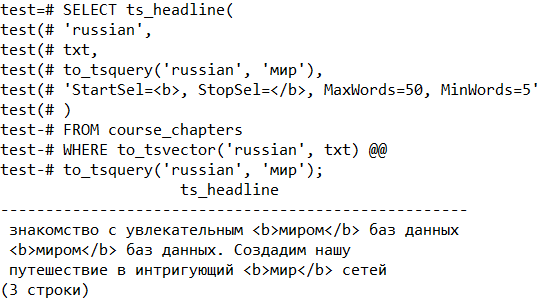 test=# SELECT ts_headline(
test(# 'russian',
test(# txt,
test(# to_tsquery('russian', 'мир'),
test(# 'StartSel=<b>, StopSel=</b>, MaxWords=50, MinWords=5'
test(# )
test-# FROM course_chapters
test-# WHERE to_tsvector('russian', txt) @@
test-# to_tsquery('russian', 'мир');
ts_headline
-----------------------------------------------------
знакомство с увлекательным <b>миром</b> баз данных
<b>миром</b> баз данных. Создадим нашу
путешествие в интригующий <b>мир</b> сетей
(3 строки)